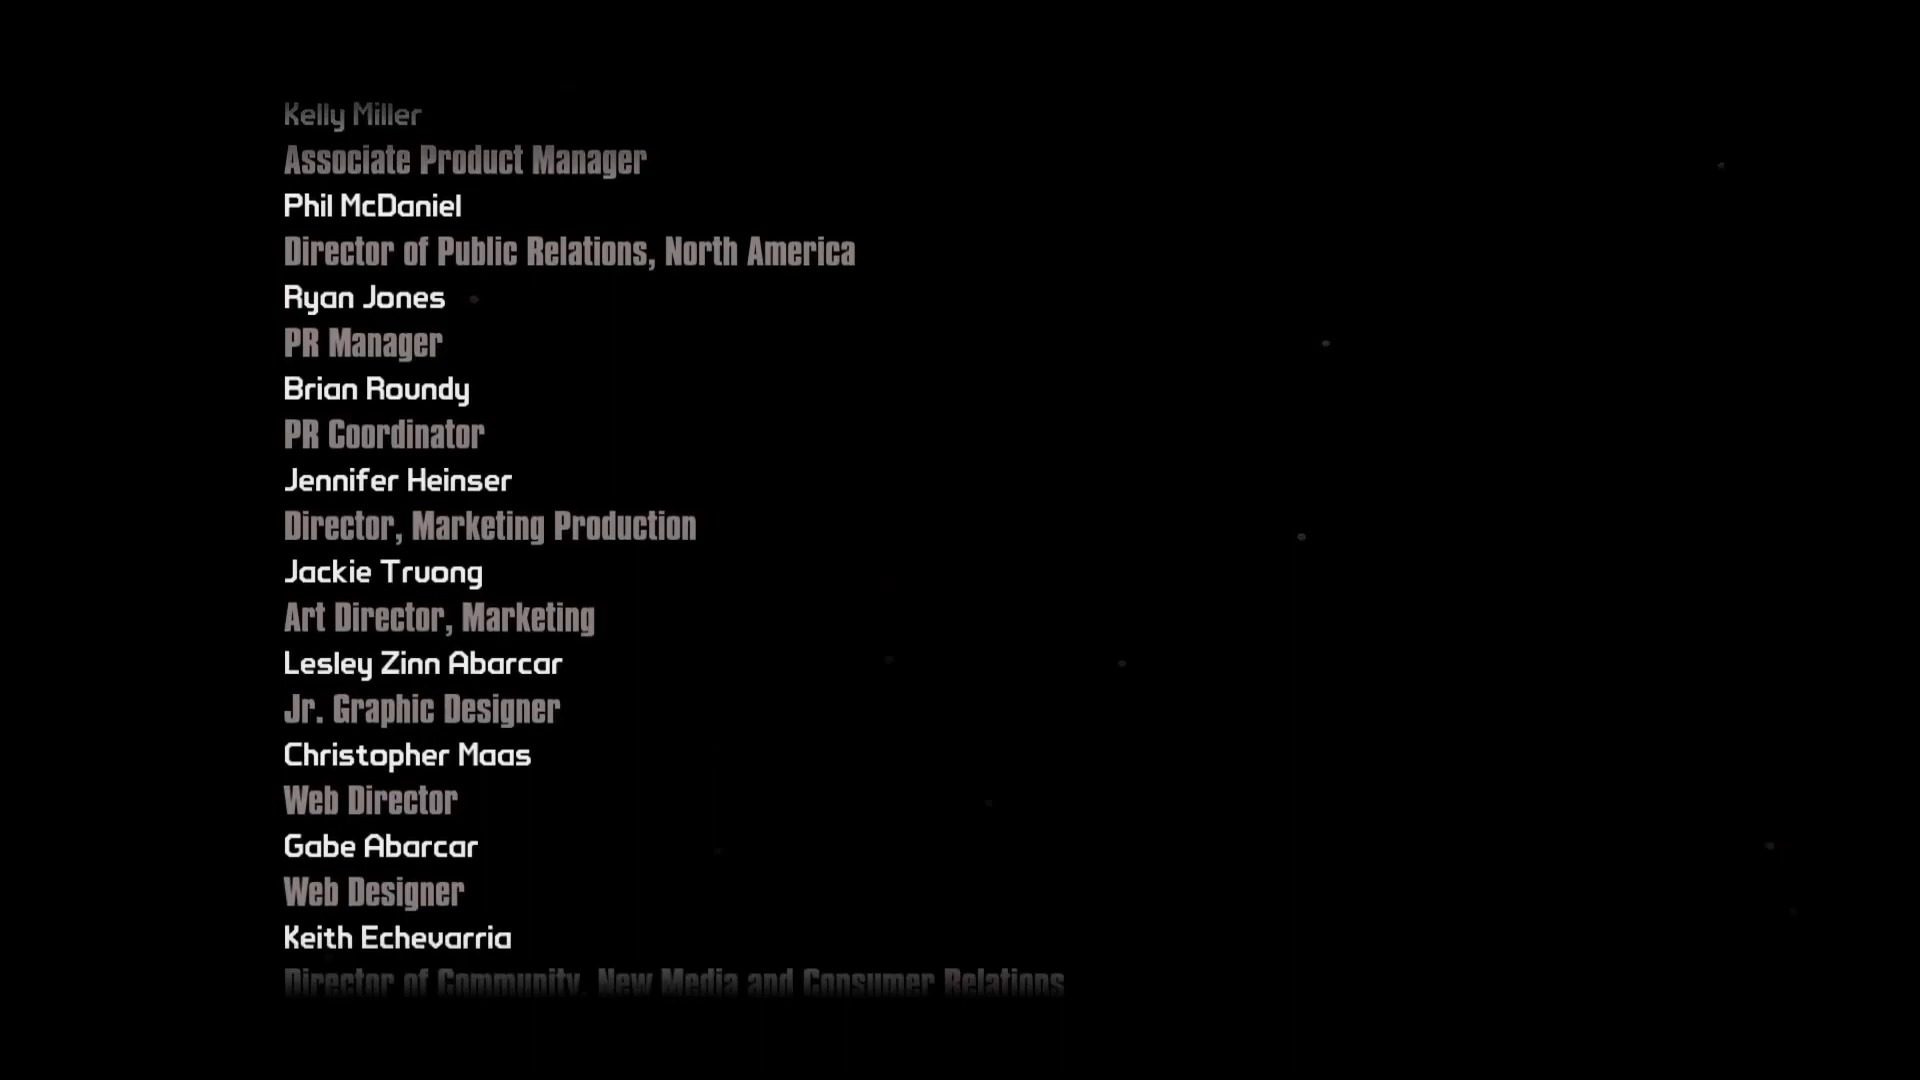 Kelly Miller
Associate Product Manager
Phil McDaniel
Director of Public Relations, North America
Ryan Jones
PR Manager
Brian Roundy
PR Coordinator
Jennifer Heinser
Director, Marketing Production
Jackie Truong
Art Director, Marketing
Lesley Zinn Abarcar
Jr. Graphic Designer
Christopher Maas
Web Director
Gabe Abarcar
Web Designer
Keith Echevarria
Director of Community, New Media and Consumer Relations